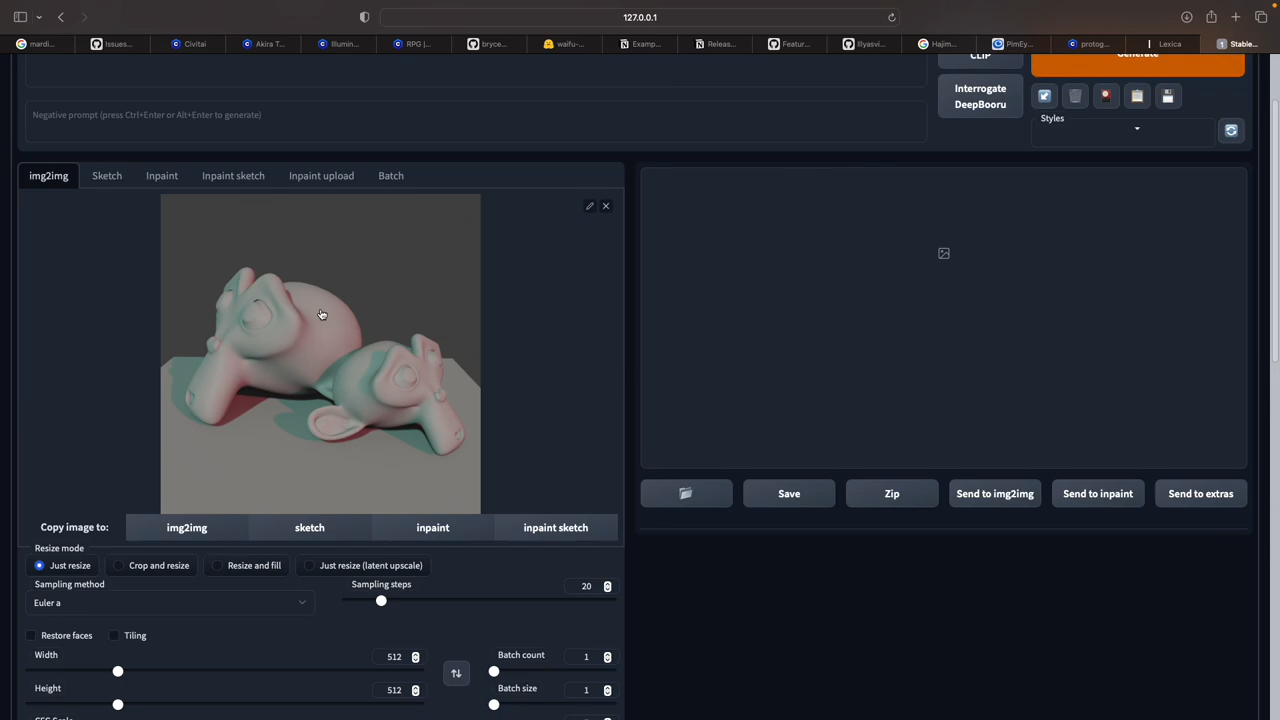 127.0.0.1
mardi... Issues... Civitai Akira T... Illumin... RPG |... bryce... waifu-... Examp... Releas... Featur... Illyasvi... Hajim... PimEy... protog... Lexica Stable...
CLIP
Generate
Interrogate
DeepBooru
Negative prompt (press Ctrl+Enter or Alt+Enter to generate)
Styles
img2img Sketch Inpaint Inpaint sketch Inpaint upload Batch
Copy image to: img2img sketch inpaint inpaint sketch
Save Zip Send to img2img Send to inpaint Send to extras
Resize mode
Just resize Crop and resize Resize and fill Just resize (latent upscale)
Sampling method Sampling steps 20
Euler a
Restore faces Tiling
Width 512 Batch count 1
Height 512 Batch size 1
CFG Scale